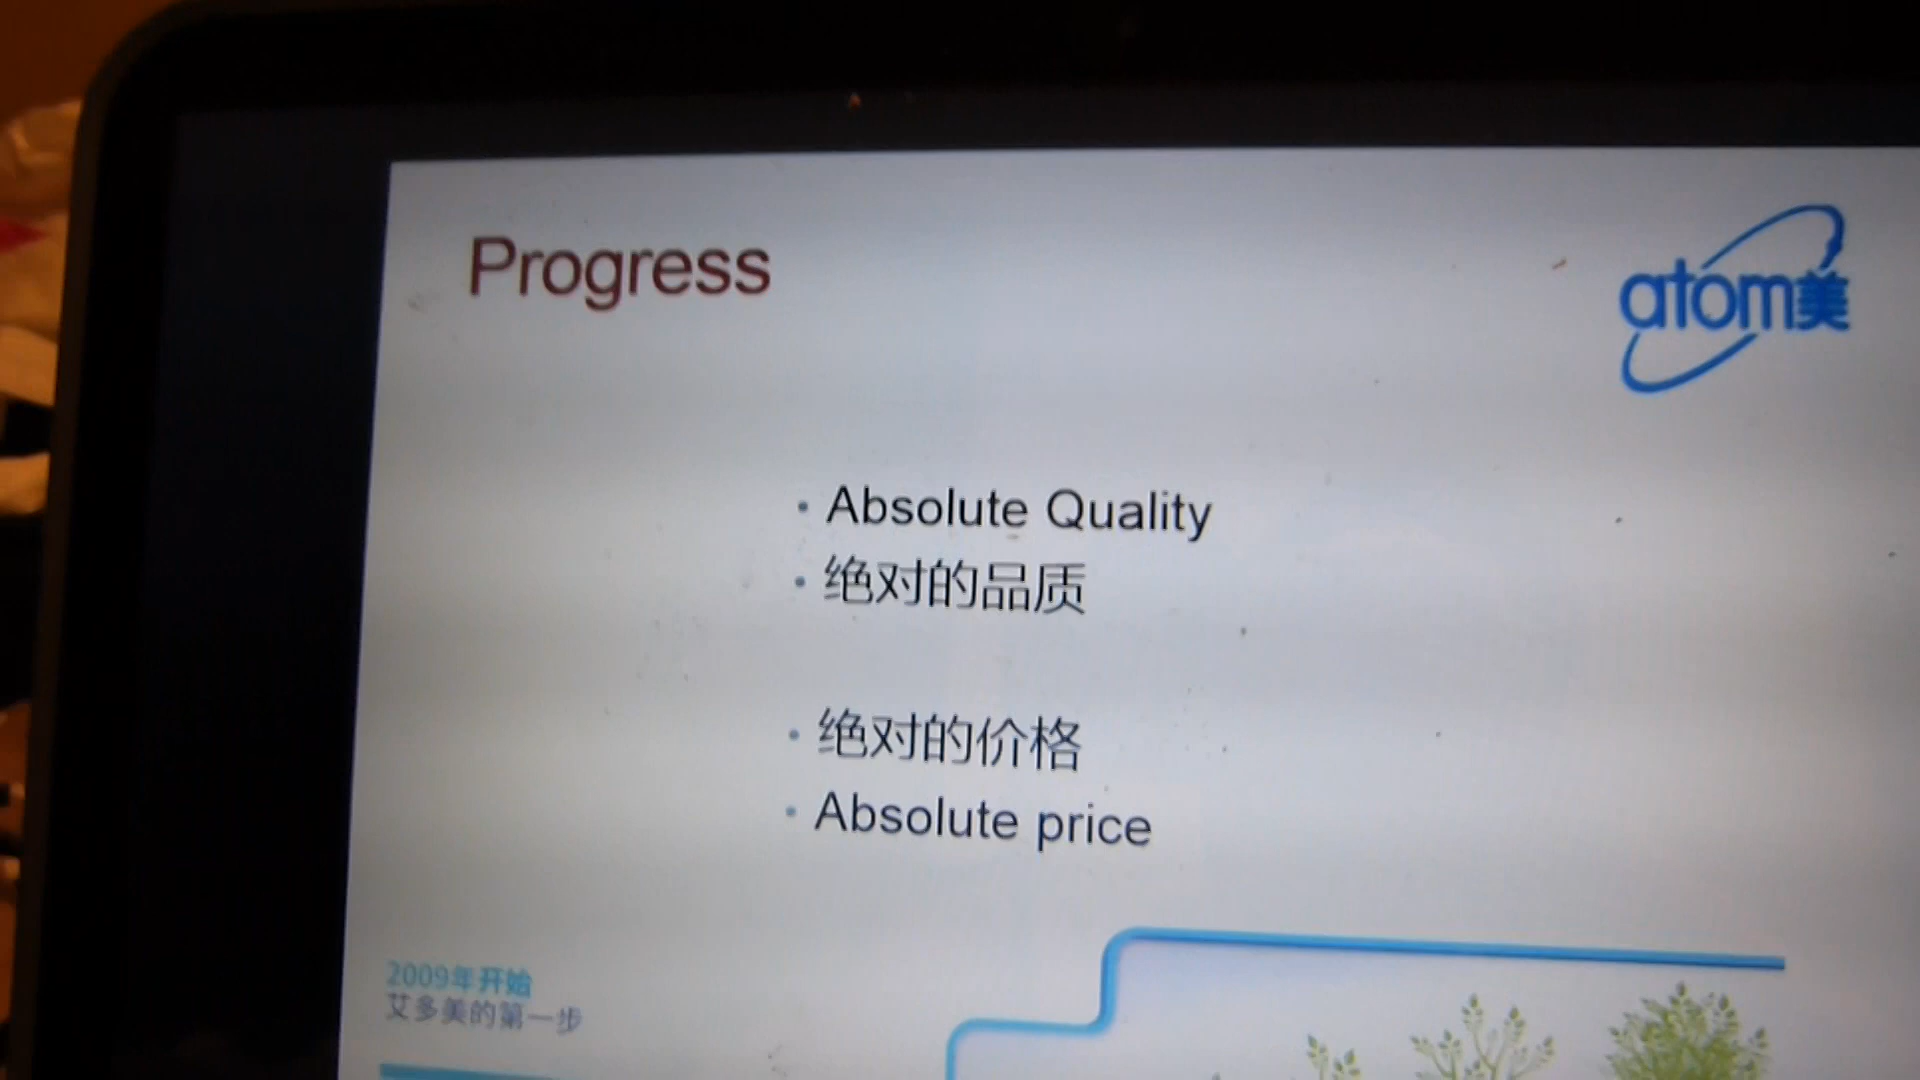 Progress
atom美
Absolute Quality
绝对的品质
绝对的价格
Absolute price
2009年开始
艾多美的第一步